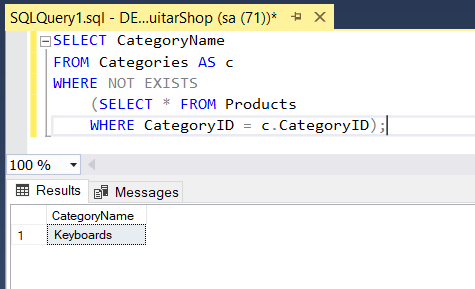 SQLQuery1.sql - DE...uitarShop (sa (71))*
SELECT CategoryName
FROM Categories AS c
WHERE NOT EXISTS
(SELECT * FROM Products
WHERE CategoryID = c.CategoryID);
100 %
Results Messages
CategoryName
1 Keyboards